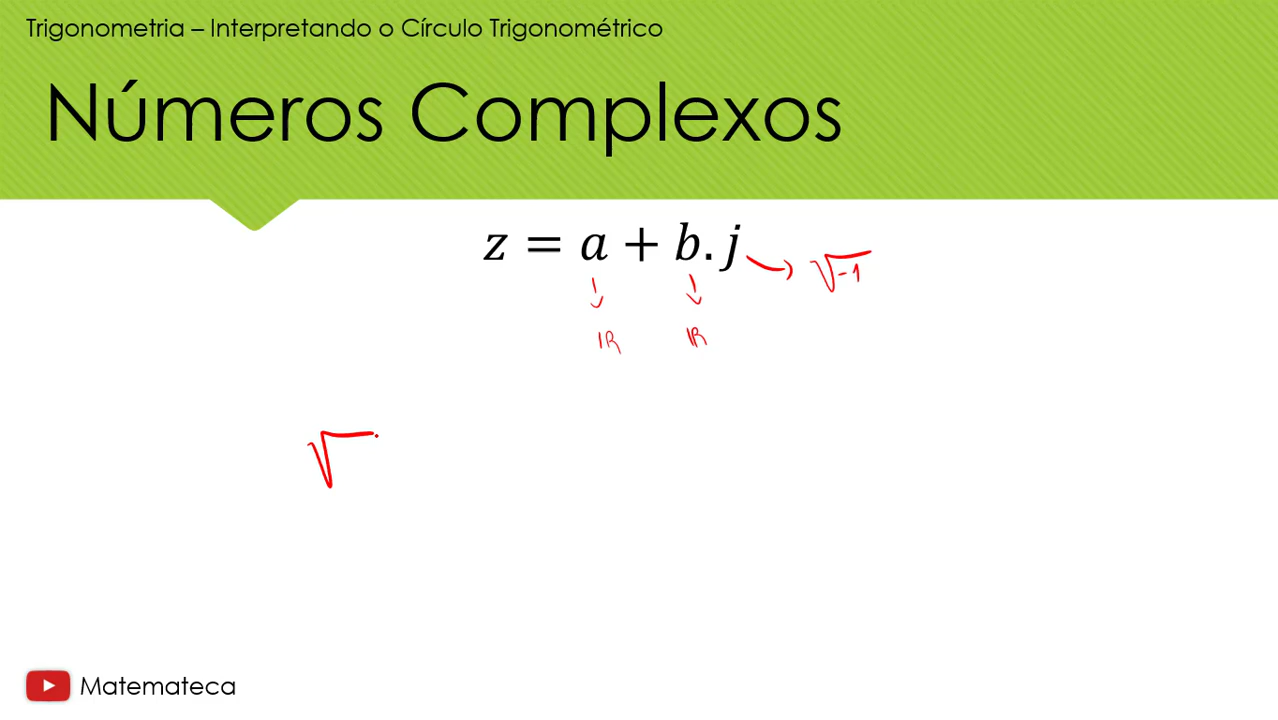 Trigonometria – Interpretando o Círculo Trigonométrico
Números Complexos
z = a + b.j
√-1
ℝ ℝ
√
Matemateca